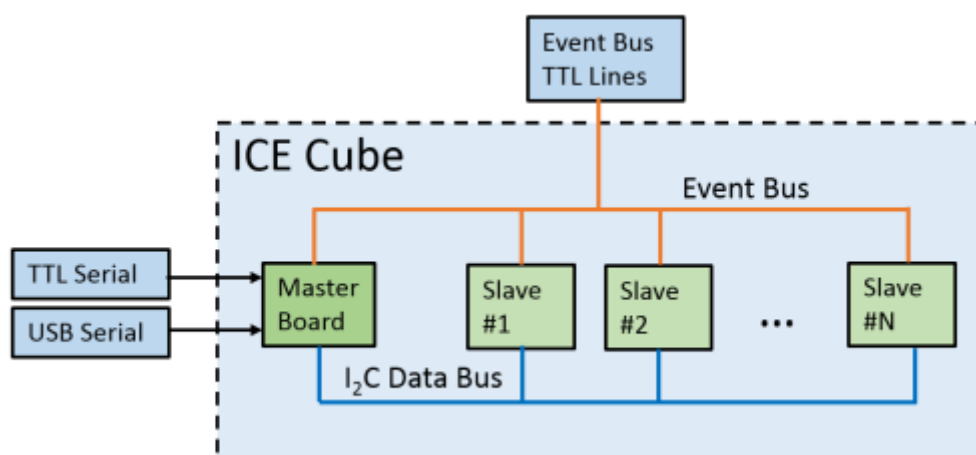 Event Bus
TTL Lines
ICE Cube
Event Bus
TTL Serial
USB Serial
Master
Board
Slave
#1
Slave
#2
...
Slave
#N
I₂C Data Bus